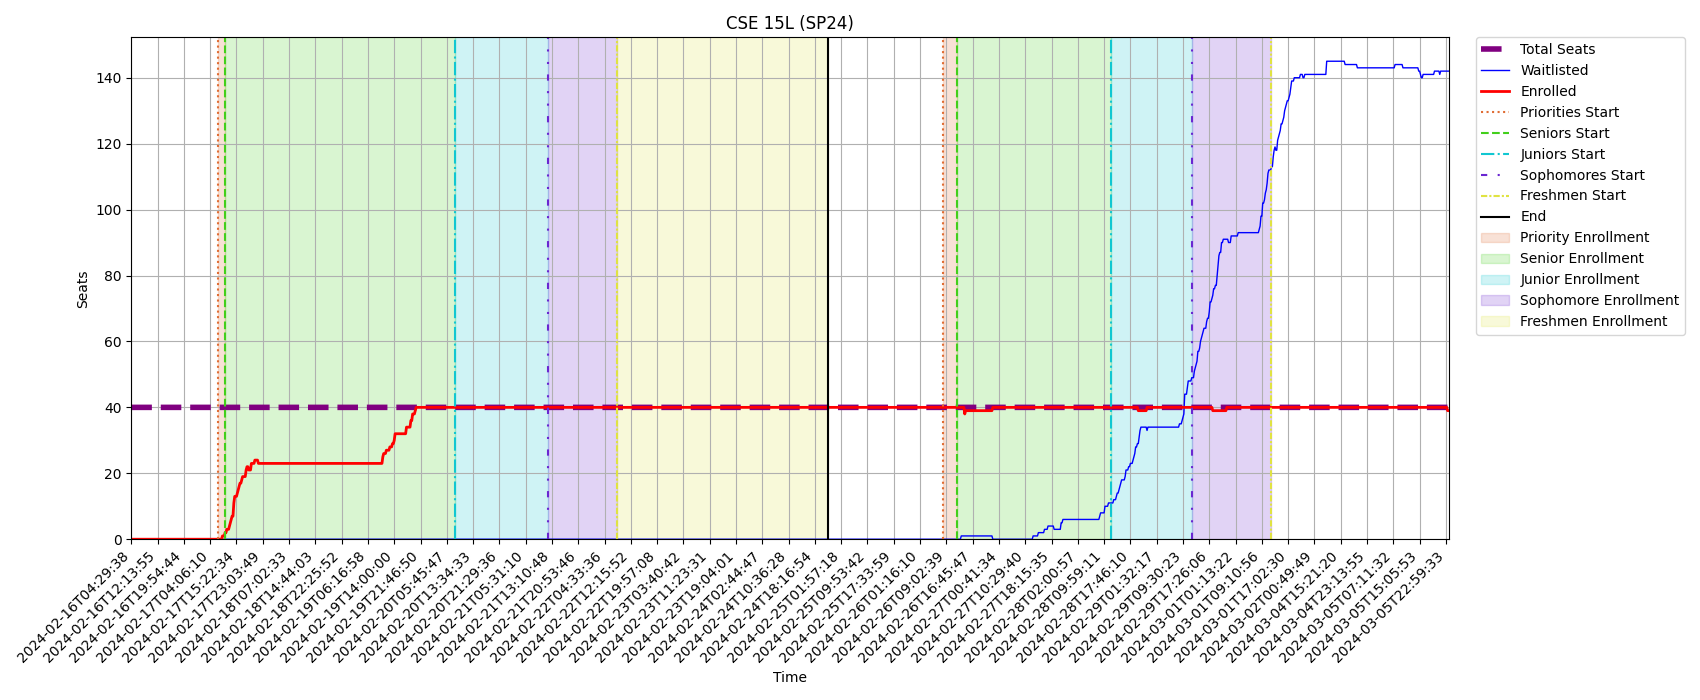 CSE 15L (SP24)
Seats
140
120
100
80
60
40
20
0
2024-02-16T04:29:38
2024-02-16T12:13:55
2024-02-16T19:54:44
2024-02-17T04:06:10
2024-02-17T15:22:34
2024-02-17T23:03:49
2024-02-18T07:02:33
2024-02-18T14:44:03
2024-02-18T22:25:52
2024-02-19T06:16:58
2024-02-19T14:00:00
2024-02-19T21:46:50
2024-02-20T05:45:47
2024-02-20T13:34:33
2024-02-20T21:29:36
2024-02-21T05:31:10
2024-02-21T13:10:48
2024-02-21T20:53:46
2024-02-22T04:33:36
2024-02-22T12:15:52
2024-02-22T19:57:08
2024-02-23T03:40:42
2024-02-23T11:23:31
2024-02-23T19:04:01
2024-02-24T02:44:47
2024-02-24T10:36:28
2024-02-24T18:16:54
2024-02-25T01:57:18
2024-02-25T09:53:42
2024-02-25T17:33:59
2024-02-26T01:16:10
2024-02-26T09:02:39
2024-02-26T16:45:47
2024-02-27T00:41:34
2024-02-27T10:29:40
2024-02-27T18:15:35
2024-02-28T02:00:57
2024-02-28T09:59:11
2024-02-28T17:46:10
2024-02-29T01:32:17
2024-02-29T09:30:23
2024-02-29T17:26:06
2024-03-01T01:13:22
2024-03-01T09:10:56
2024-03-01T17:02:30
2024-03-02T00:49:49
2024-03-04T15:21:20
2024-03-04T23:13:55
2024-03-05T07:11:32
2024-03-05T15:05:53
2024-03-05T22:59:33
Time
Total Seats
Waitlisted
Enrolled
Priorities Start
Seniors Start
Juniors Start
Sophomores Start
Freshmen Start
End
Priority Enrollment
Senior Enrollment
Junior Enrollment
Sophomore Enrollment
Freshmen Enrollment